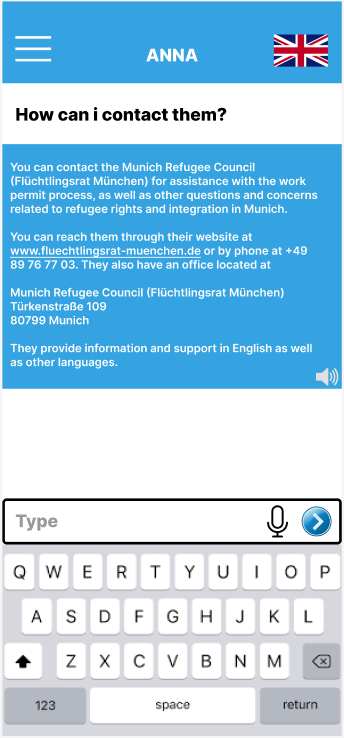 ANNA
How can i contact them?
You can contact the Munich Refugee Council
(Flüchtlingsrat München) for assistance with the work
permit process, as well as other questions and concerns
related to refugee rights and integration in Munich.
You can reach them through their website at
www.fluechtlingsrat-muenchen.de or by phone at +49
89 76 77 03. They also have an office located at
Munich Refugee Council (Flüchtlingsrat München)
Türkenstraße 109
80799 Munich
They provide information and support in English as well
as other languages.
Type
Q W E R T Y U I O P
A S D F G H J K L
Z X C V B N M
123 space return